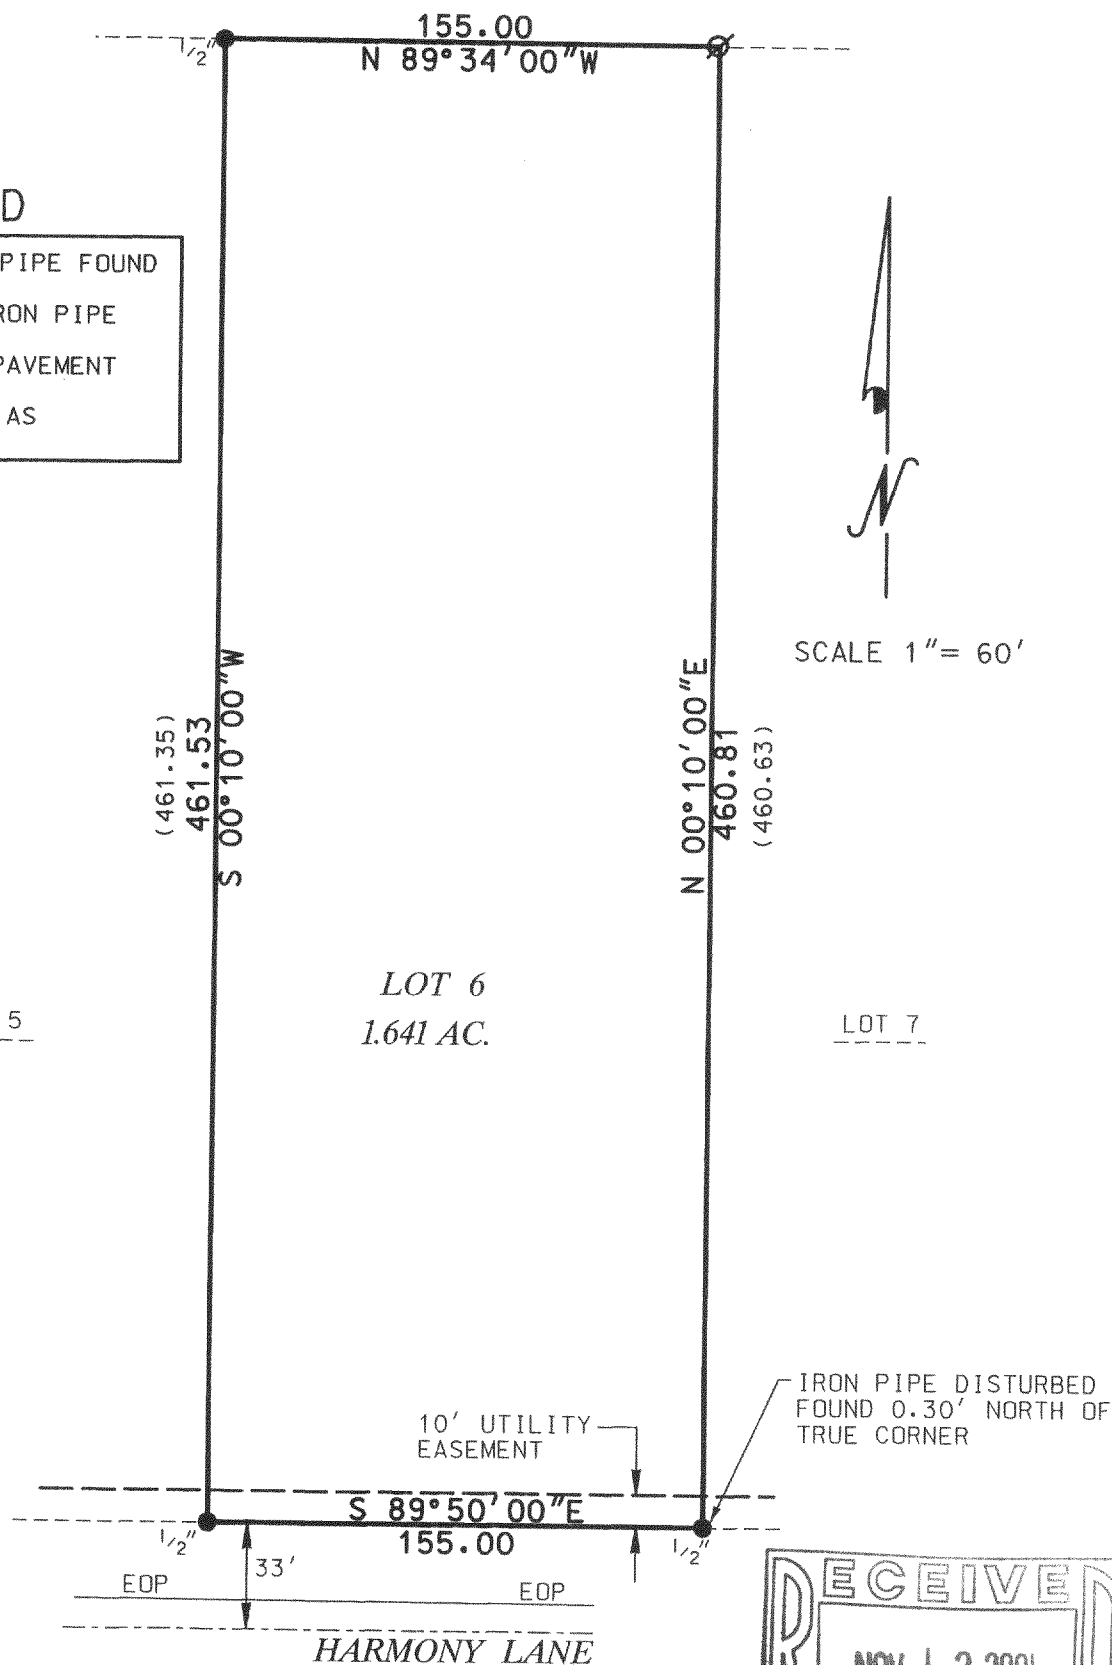 155.00
1/2"
N 89°34'00"W
D
PIPE FOUND
RON PIPE
PAVEMENT
AS
SCALE 1"= 60'
(461.35)
461.53
S 00°10'00"W
N 00°10'00"E
460.81
(460.63)
LOT 6
1.641 AC.
5
LOT 7
IRON PIPE DISTURBED
FOUND 0.30' NORTH OF
TRUE CORNER
10' UTILITY
EASEMENT
S 89°50'00"E
1/2"
155.00
1/2"
33'
EOP
EOP
HARMONY LANE
RECEIVED
NOV